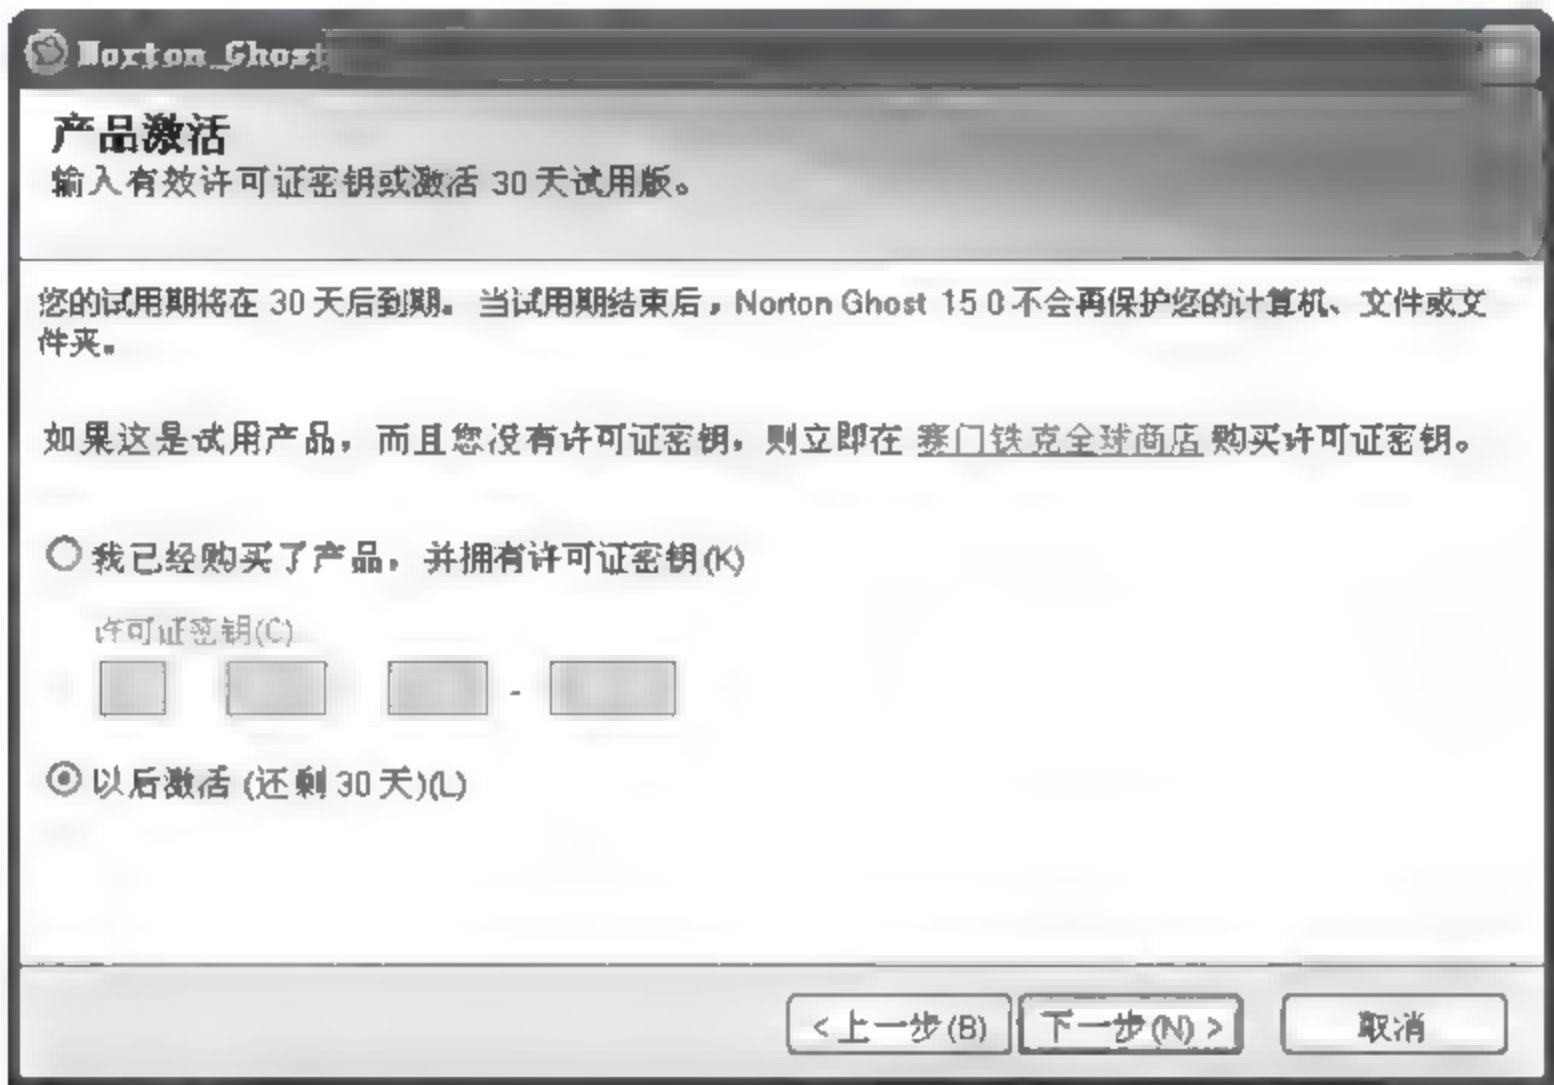 Norton Ghost
产品激活
输入有效许可证密钥或激活 30 天试用版。
您的试用期将在 30 天后到期。 当试用期结束后，Norton Ghost 15 0 不会再保护您的计算机、文件或文
件夹。
如果这是试用产品，而且您没有许可证密钥，则立即在 赛门铁克全球商店 购买许可证密钥。
我已经购买了产品，并拥有许可证密钥(K)
许可证密钥(C)
-
以后激活 (还剩 30 天)(L)
< 上一步(B) 下一步(N) > 取消